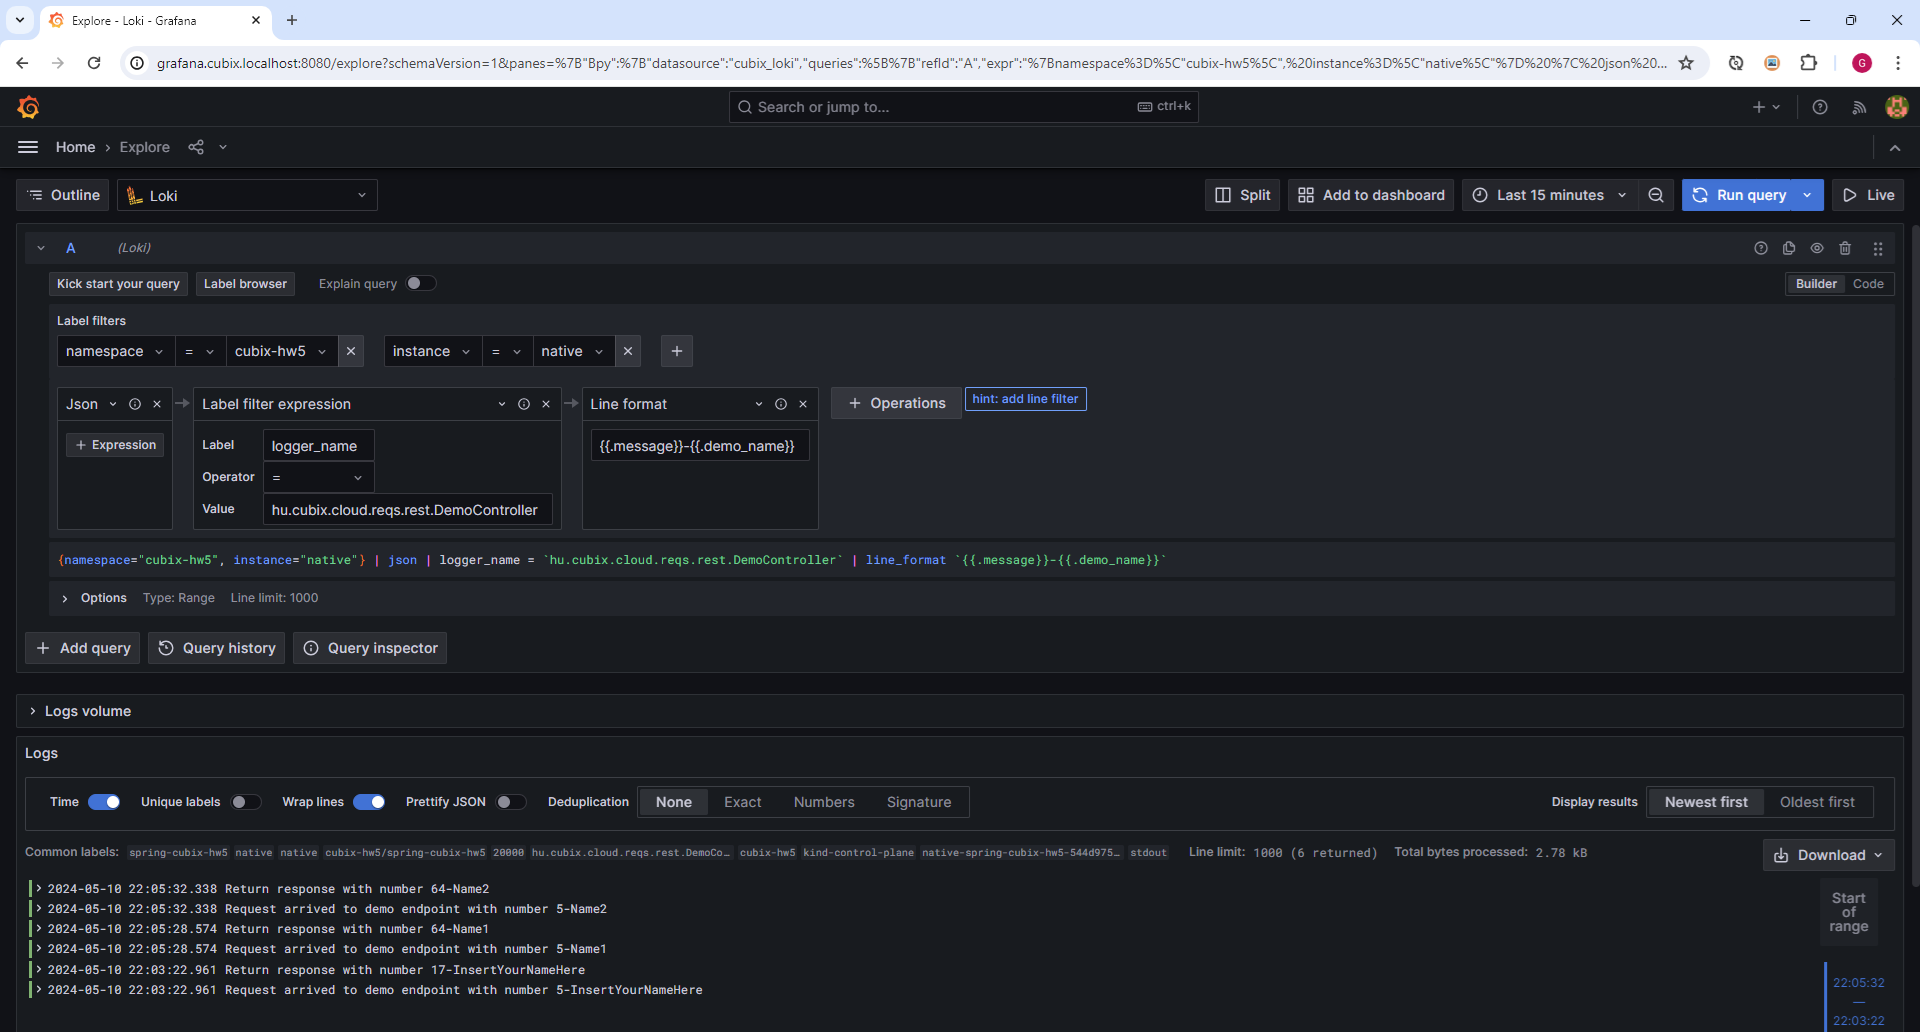 Explore - Loki - Grafana
grafana.cubix.localhost:8080/explore?schemaVersion=1&panes=%7B"Bpy":%7B"datasource":"cubix_loki","queries":%5B%7B"refId":"A","expr":"%7Bnamespace%3D%5C"cubix-hw5%5C",%20instance%3D%5C"native%5C"%7D%20%7C%20json%20... G
Search or jump to... ctrl+k
Home Explore
Outline Loki Split Add to dashboard Last 15 minutes Run query Live
A (Loki)
Kick start your query Label browser Explain query Builder Code
Label filters
namespace = cubix-hw5 instance = native
Json Label filter expression Line format + Operations hint: add line filter
+ Expression Label logger_name {{.message}}-{{.demo_name}}
Operator =
Value hu.cubix.cloud.reqs.rest.DemoController
{namespace="cubix-hw5", instance="native"} | json | logger_name = `hu.cubix.cloud.reqs.rest.DemoController` | line_format `{{.message}}-{{.demo_name}}`
Options Type: Range Line limit: 1000
+ Add query Query history Query inspector
Logs volume
Logs
Time Unique labels Wrap lines Prettify JSON Deduplication None Exact Numbers Signature Display results Newest first Oldest first
Common labels: spring-cubix-hw5 native native cubix-hw5/spring-cubix-hw5 20000 hu.cubix.cloud.reqs.rest.DemoCo... cubix-hw5 kind-control-plane native-spring-cubix-hw5-544d975... stdout Line limit: 1000 (6 returned) Total bytes processed: 2.78 kB Download
2024-05-10 22:05:32.338 Return response with number 64-Name2
2024-05-10 22:05:32.338 Request arrived to demo endpoint with number 5-Name2
2024-05-10 22:05:28.574 Return response with number 64-Name1
2024-05-10 22:05:28.574 Request arrived to demo endpoint with number 5-Name1
2024-05-10 22:03:22.961 Return response with number 17-InsertYourNameHere
2024-05-10 22:03:22.961 Request arrived to demo endpoint with number 5-InsertYourNameHere
Start
of
range
22:05:32
—
22:03:22